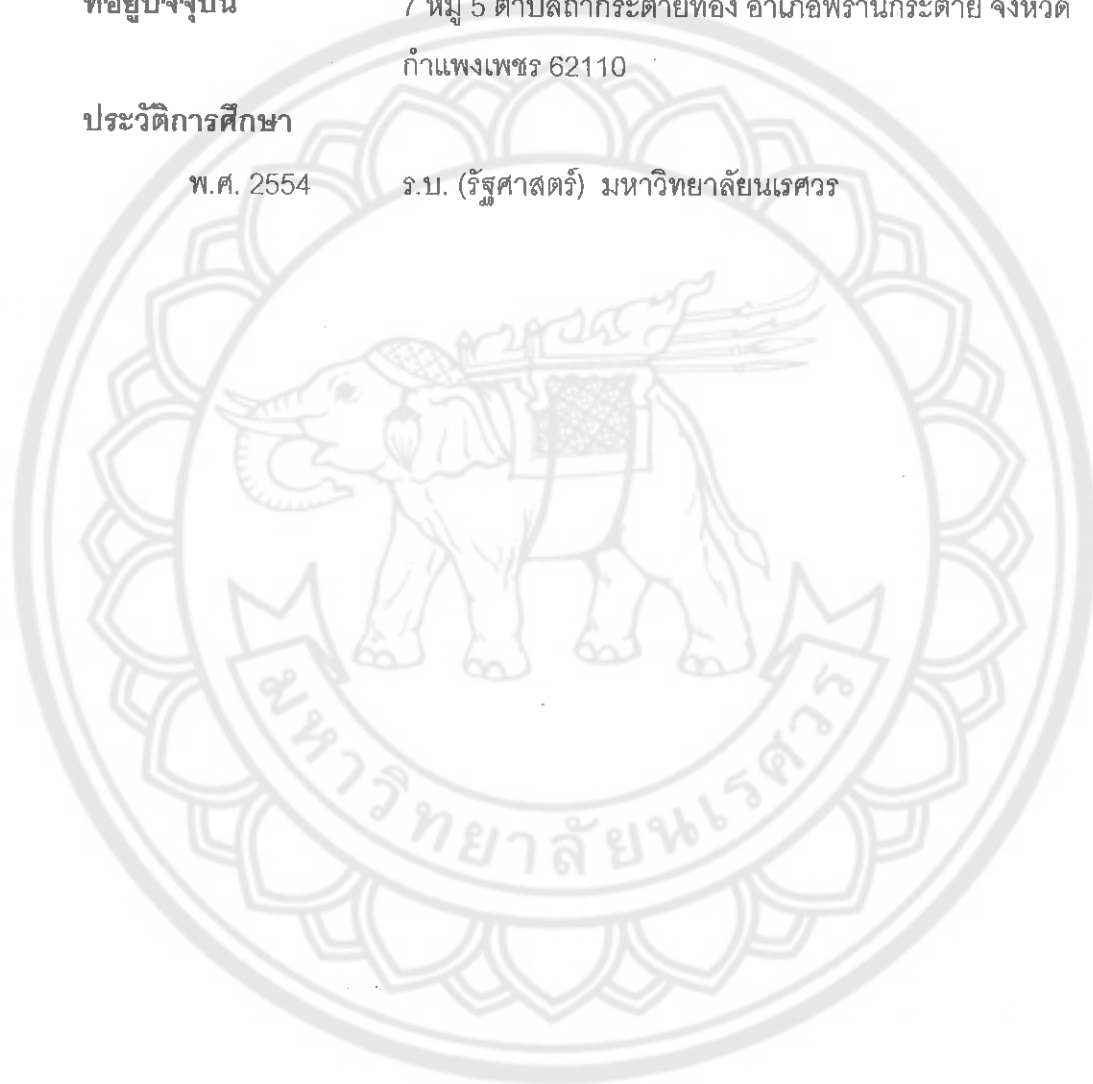 ที่อยู่ปัจจุบัน 7 หมู่ 5 ตำบลถ้ำกระต่ายทอง อำเภอพรานกระต่าย จังหวัด
กำแพงเพชร 62110
ประวัติการศึกษา
พ.ศ. 2554 ร.บ. (รัฐศาสตร์) มหาวิทยาลัยนเรศวร
มหาวิทยาลัยนเรศวร